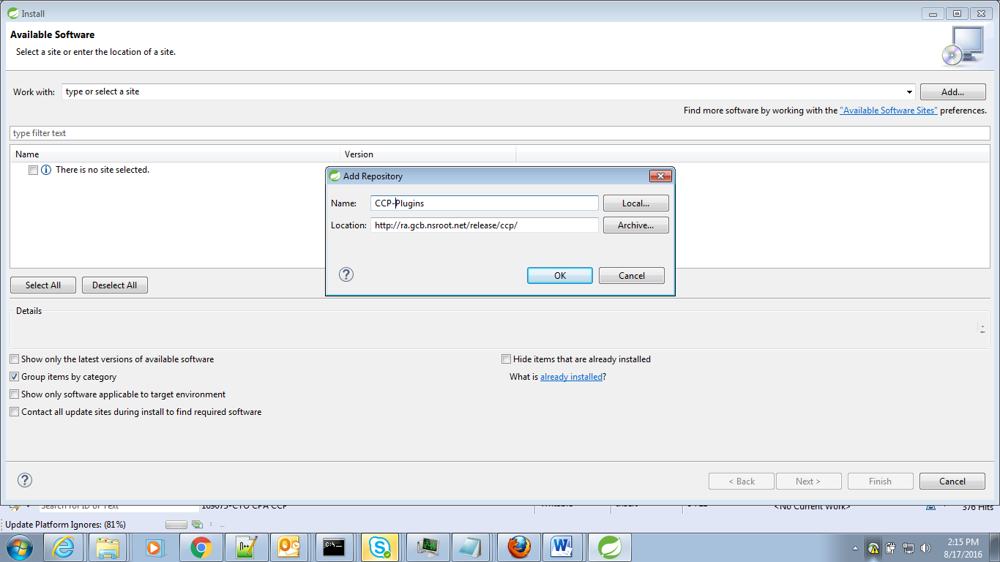 Install
Available Software
Select a site or enter the location of a site.
Work with: type or select a site Add...
Find more software by working with the "Available Software Sites" preferences.
type filter text
Name Version
There is no site selected.
Add Repository
Name: CCP-Plugins Local...
Location: http://ra.gcb.nsroot.net/release/ccp/ Archive...
OK Cancel
Select All Deselect All
Details
Show only the latest versions of available software Hide items that are already installed
Group items by category What is already installed?
Show only software applicable to target environment
Contact all update sites during install to find required software
< Back Next > Finish Cancel
Search for ID or Text 169075-CTO CPA CCP <No Current Work> 376 Hits
Update Platform Ignores: (81%)
2:15 PM
8/17/2016